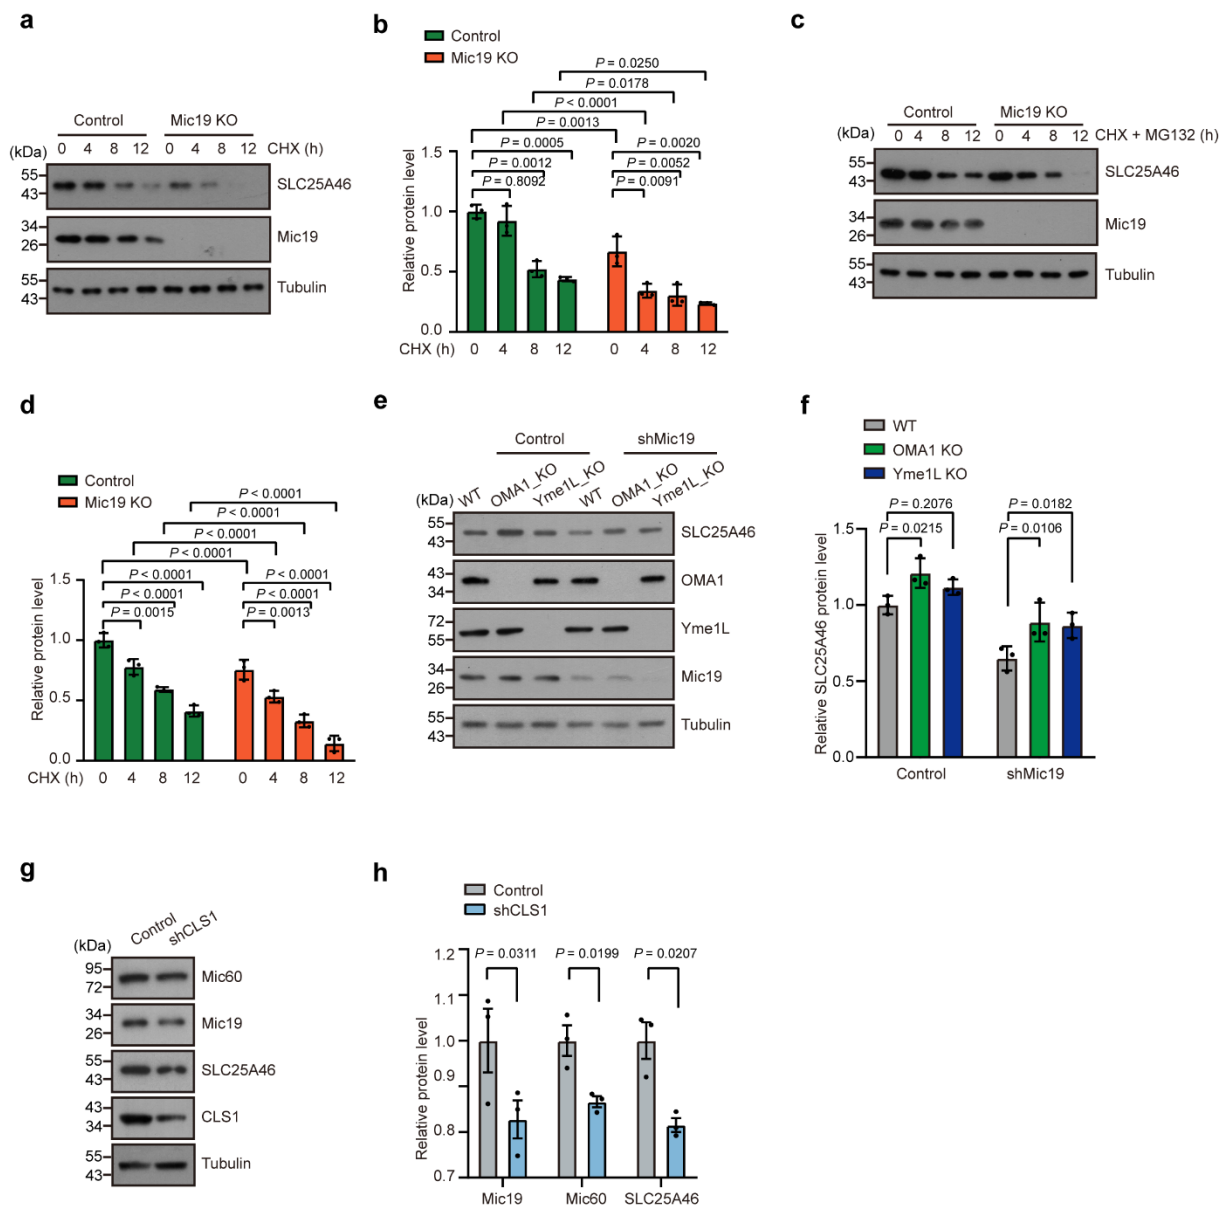 a
Control Mic19 KO
(kDa) 0 4 8 12 0 4 8 12 CHX (h)
55
43
SLC25A46
34
26
Mic19
55
43
Tubulin
b
Control
Mic19 KO
P = 0.0250
P = 0.0178
P < 0.0001
P = 0.0013
P = 0.0005 P = 0.0020
P = 0.0012 P = 0.0052
P = 0.8092 P = 0.0091
Relative protein level
1.5
1.0
0.5
0.0
CHX (h) 0 4 8 12 0 4 8 12
c
Control Mic19 KO
(kDa) 0 4 8 12 0 4 8 12 CHX + MG132 (h)
55
43
SLC25A46
34
26
Mic19
55
43
Tubulin
d
Control
Mic19 KO
P < 0.0001
P < 0.0001
P < 0.0001
P < 0.0001
P < 0.0001 P < 0.0001
P < 0.0001 P < 0.0001
P = 0.0015 P = 0.0013
Relative protein level
1.5
1.0
0.5
0.0
CHX (h) 0 4 8 12 0 4 8 12
e
Control shMic19
(kDa) WT OMA1_KO Yme1L_KO WT OMA1_KO Yme1L_KO
55
43
SLC25A46
43
34
OMA1
72
55
Yme1L
34
26
Mic19
55
43
Tubulin
f
WT
OMA1 KO
Yme1L KO
P = 0.2076 P = 0.0182
P = 0.0215 P = 0.0106
Relative SLC25A46 protein level
1.5
1.0
0.5
0.0
Control shMic19
g
Control shCLS1
(kDa)
95
72
Mic60
34
26
Mic19
55
43
SLC25A46
43
34
CLS1
55
43
Tubulin
h
Control
shCLS1
P = 0.0311 P = 0.0199 P = 0.0207
Relative protein level
1.2
1.1
1.0
0.8
0.7
Mic19 Mic60 SLC25A46